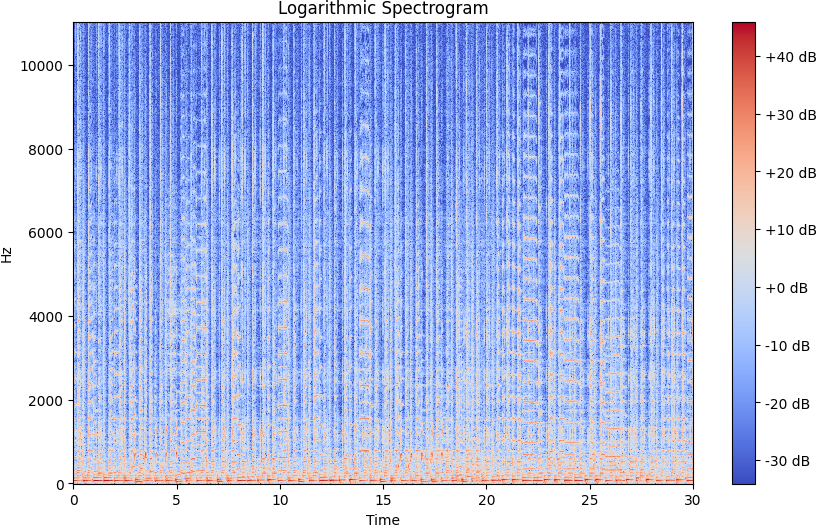 Logarithmic Spectrogram
Hz
10000
8000
6000
4000
2000
0
0 5 10 15 20 25 30
Time
+40 dB
+30 dB
+20 dB
+10 dB
+0 dB
-10 dB
-20 dB
-30 dB